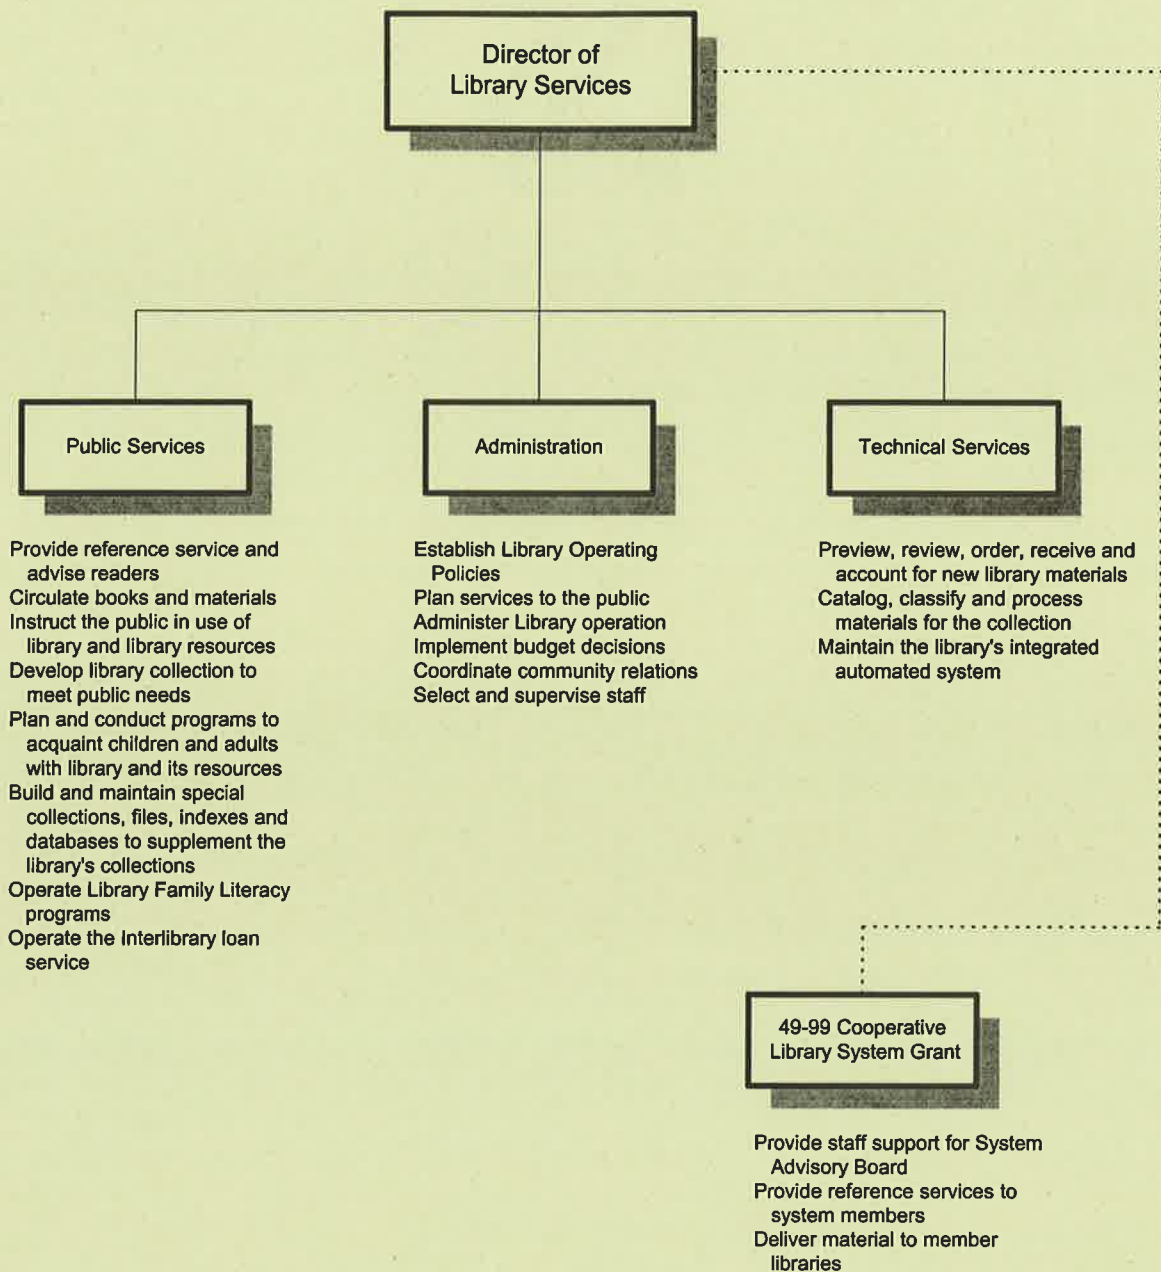 Director of
Library Services
Public Services
Provide reference service and
advise readers
Circulate books and materials
Instruct the public in use of
library and library resources
Develop library collection to
meet public needs
Plan and conduct programs to
acquaint children and adults
with library and its resources
Build and maintain special
collections, files, indexes and
databases to supplement the
library's collections
Operate Library Family Literacy
programs
Operate the Interlibrary loan
service
Administration
Establish Library Operating
Policies
Plan services to the public
Administer Library operation
Implement budget decisions
Coordinate community relations
Select and supervise staff
Technical Services
Preview, review, order, receive and
account for new library materials
Catalog, classify and process
materials for the collection
Maintain the library's integrated
automated system
49-99 Cooperative
Library System Grant
Provide staff support for System
Advisory Board
Provide reference services to
system members
Deliver material to member
libraries